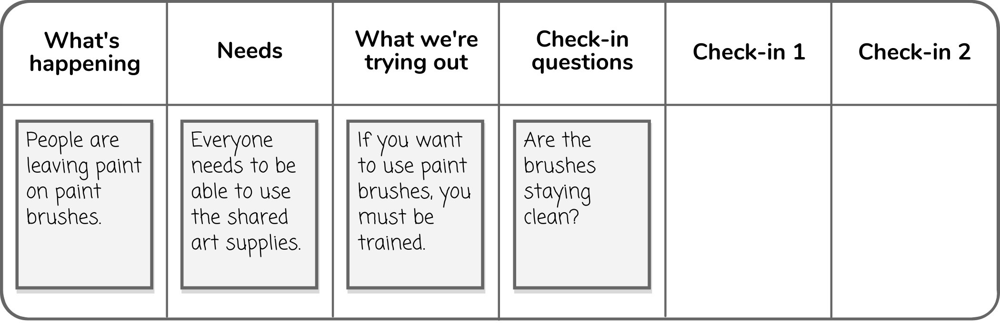 What's
happening
Needs
What we're
trying out
Check-in
questions
Check-in 1
Check-in 2
People are
leaving paint
on paint
brushes.
Everyone
needs to be
able to use
the shared
art supplies.
If you want
to use paint
brushes, you
must be
trained.
Are the
brushes
staying
clean?